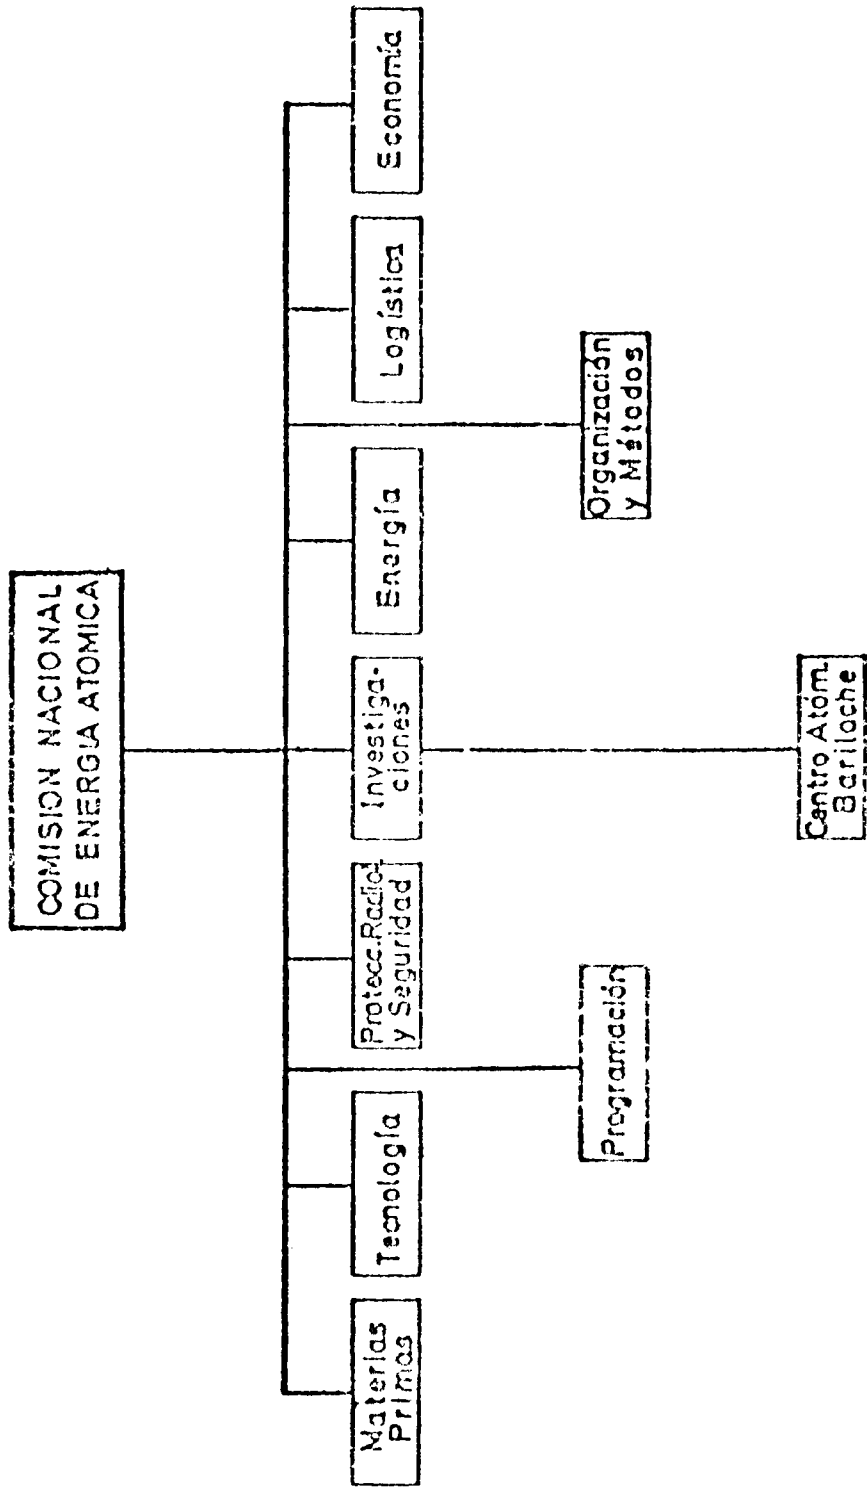 COMISION NACIONAL
DE ENERGIA ATOMICA
Materias
Primas
Tecnología
Protecc.Radiol.
y Seguridad
Investiga-
ciones
Energía
Logística
Economía
Programación
Organización
y Métodos
Centro Atóm.
Bariloche